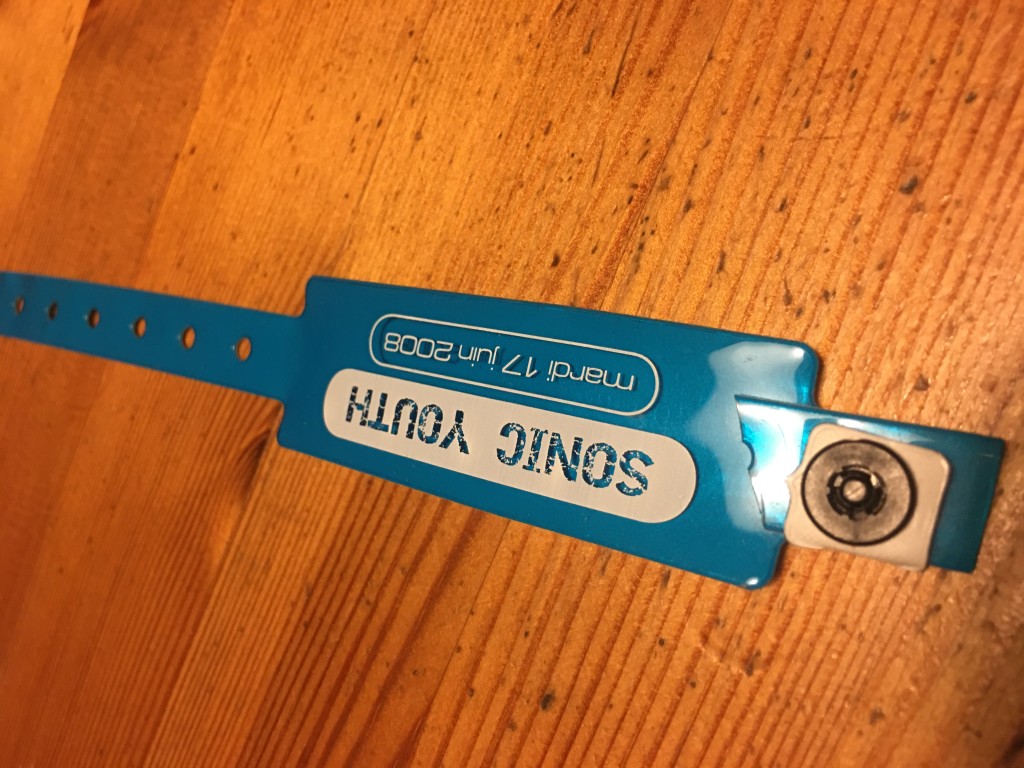 SONIC YOUTH
mardi 17 juin 2008